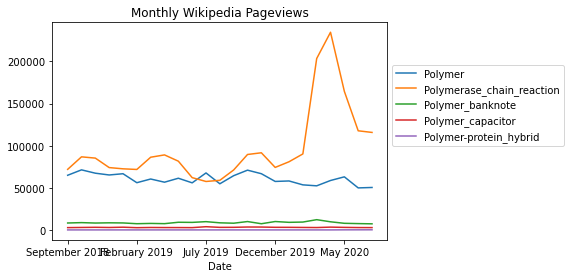 Monthly Wikipedia Pageviews
200000
150000
100000
50000
0
Polymer
Polymerase_chain_reaction
Polymer_banknote
Polymer_capacitor
Polymer-protein_hybrid
September 2018 February 2019 July 2019 December 2019 May 2020
Date